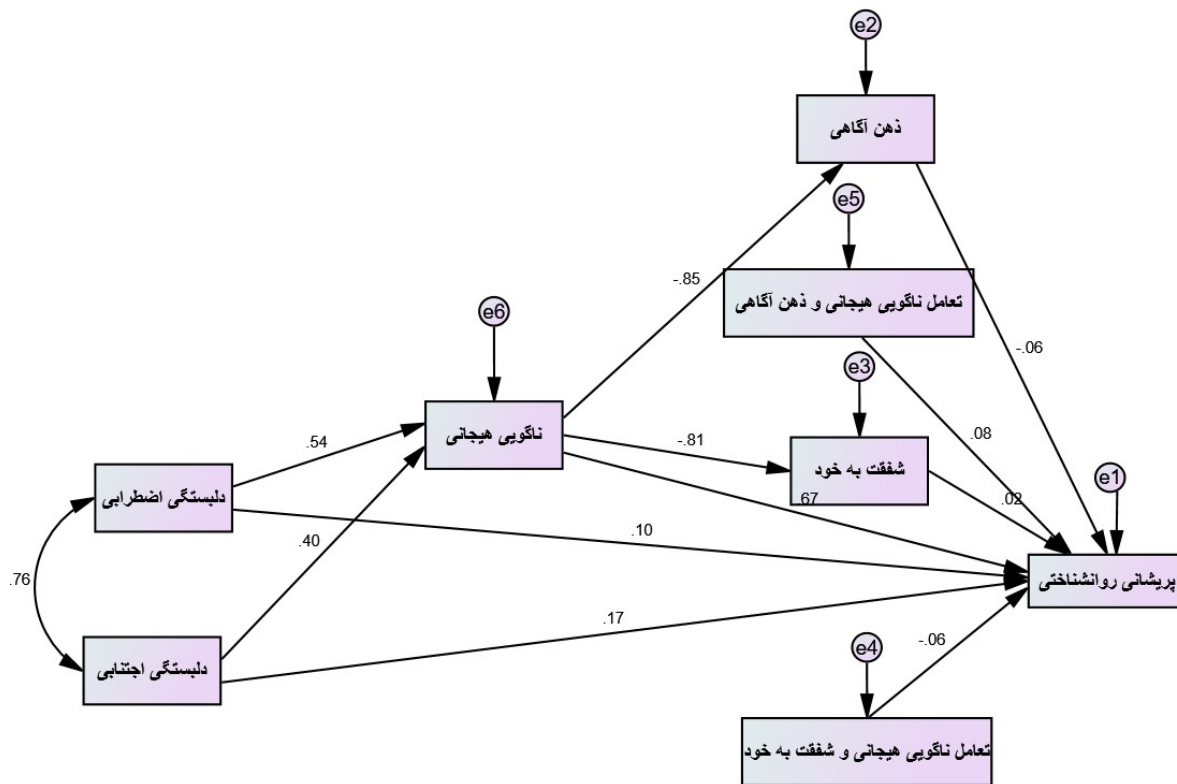 e2
ذهن آگاهی
e5
-.85
تعامل ناگویی هیجانی و ذهن آگاهی
e6
-.06
e3
ناگویی هیجانی
.54
-.81
.08
شفقت به خود
e1
دلبستگی اضطرابی
.67
.02
.10
.40
.76
پریشانی روانشناختی
.17
دلبستگی اجتنابی
e4
-.06
تعامل ناگویی هیجانی و شفقت به خود